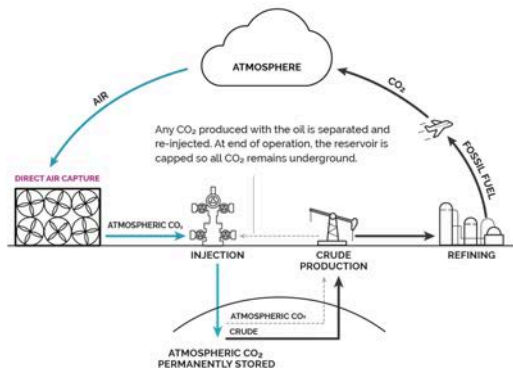 ATMOSPHERE
CO₂
AIR
Any CO₂ produced with the oil is separated and
re-injected. At end of operation, the reservoir is
capped so all CO₂ remains underground.
FOSSIL FUEL
DIRECT AIR CAPTURE
ATMOSPHERIC CO₂
INJECTION
CRUDE
PRODUCTION
REFINING
ATMOSPHERIC CO₂
CRUDE
ATMOSPHERIC CO₂
PERMANENTLY STORED